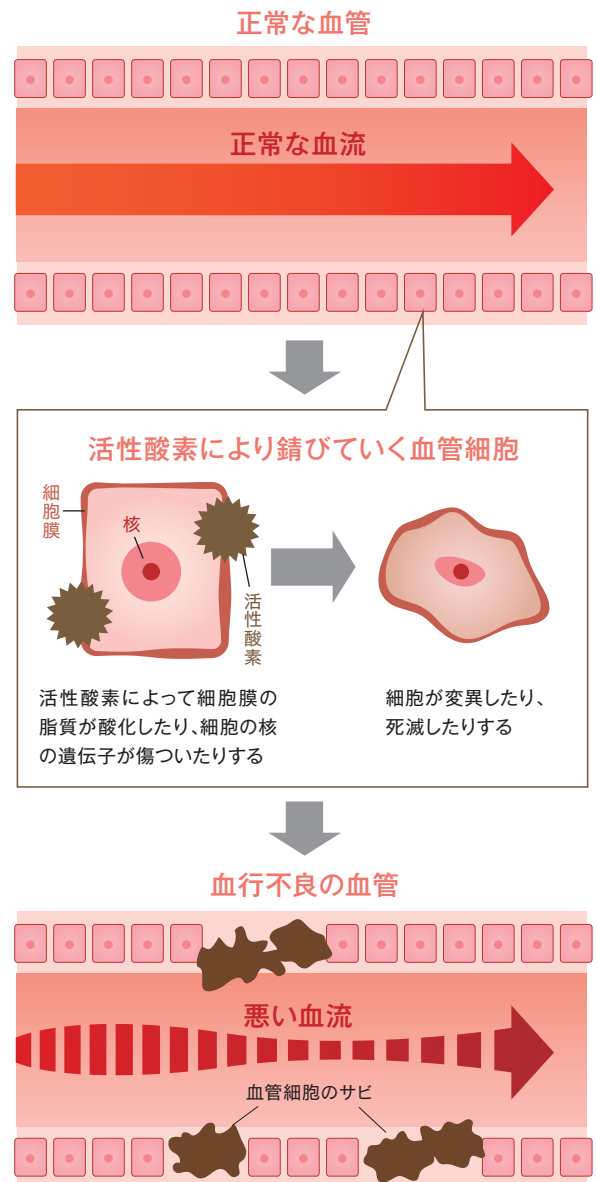 正常な血管
正常な血流
活性酸素により錆びていく血管細胞
細胞膜
核
活性酸素
活性酸素によって細胞膜の
脂質が酸化したり、細胞の核
の遺伝子が傷ついたりする
細胞が変異したり、
死滅したりする
血行不良の血管
悪い血流
血管細胞のサビ